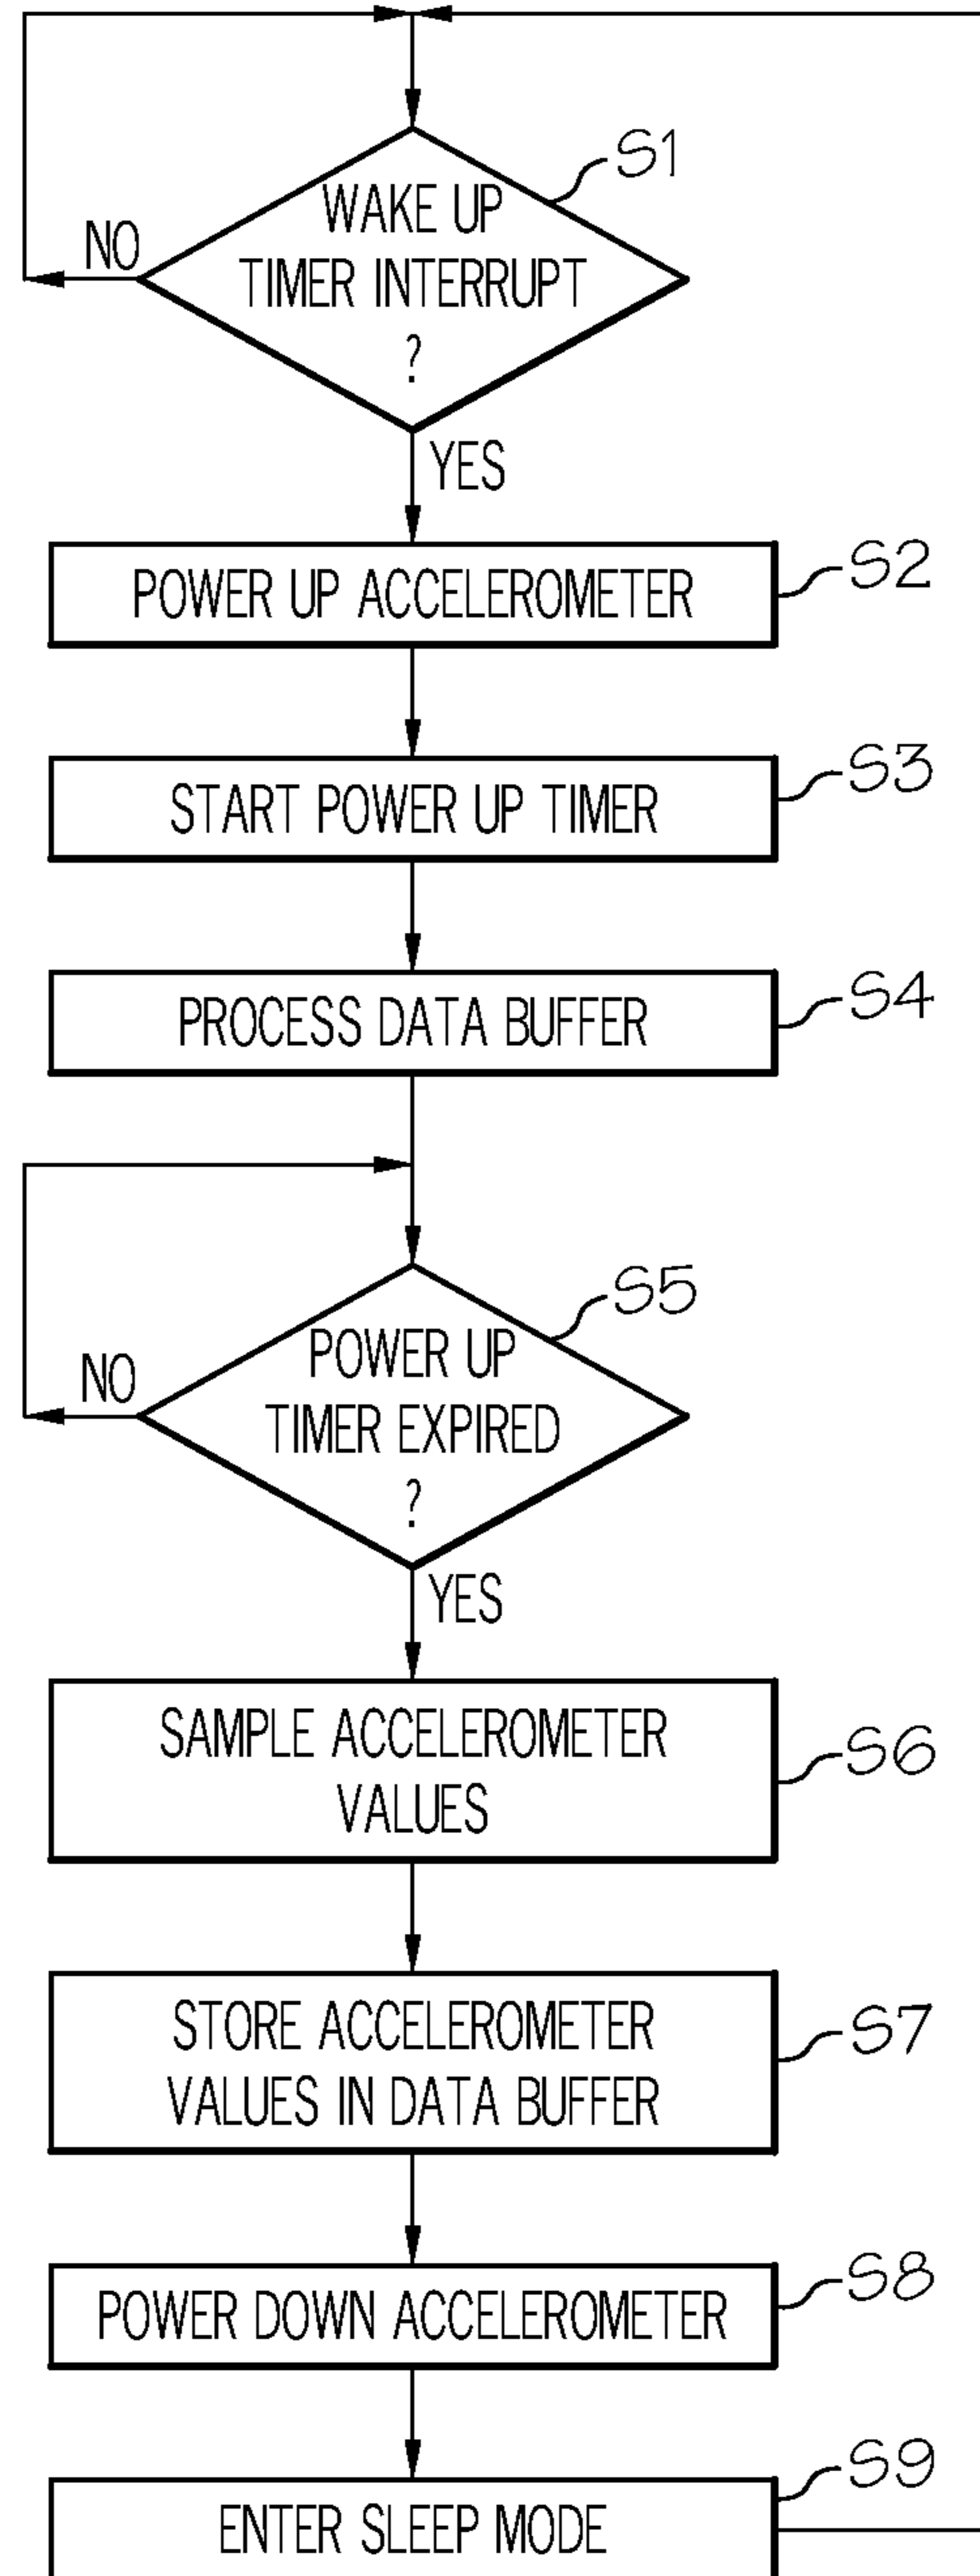 S1
WAKE UP
TIMER INTERRUPT
?
NO
YES
POWER UP ACCELEROMETER
S2
START POWER UP TIMER
S3
PROCESS DATA BUFFER
S4
S5
POWER UP
TIMER EXPIRED
?
NO
YES
SAMPLE ACCELEROMETER
VALUES
S6
STORE ACCELEROMETER
VALUES IN DATA BUFFER
S7
POWER DOWN ACCELEROMETER
S8
ENTER SLEEP MODE
S9